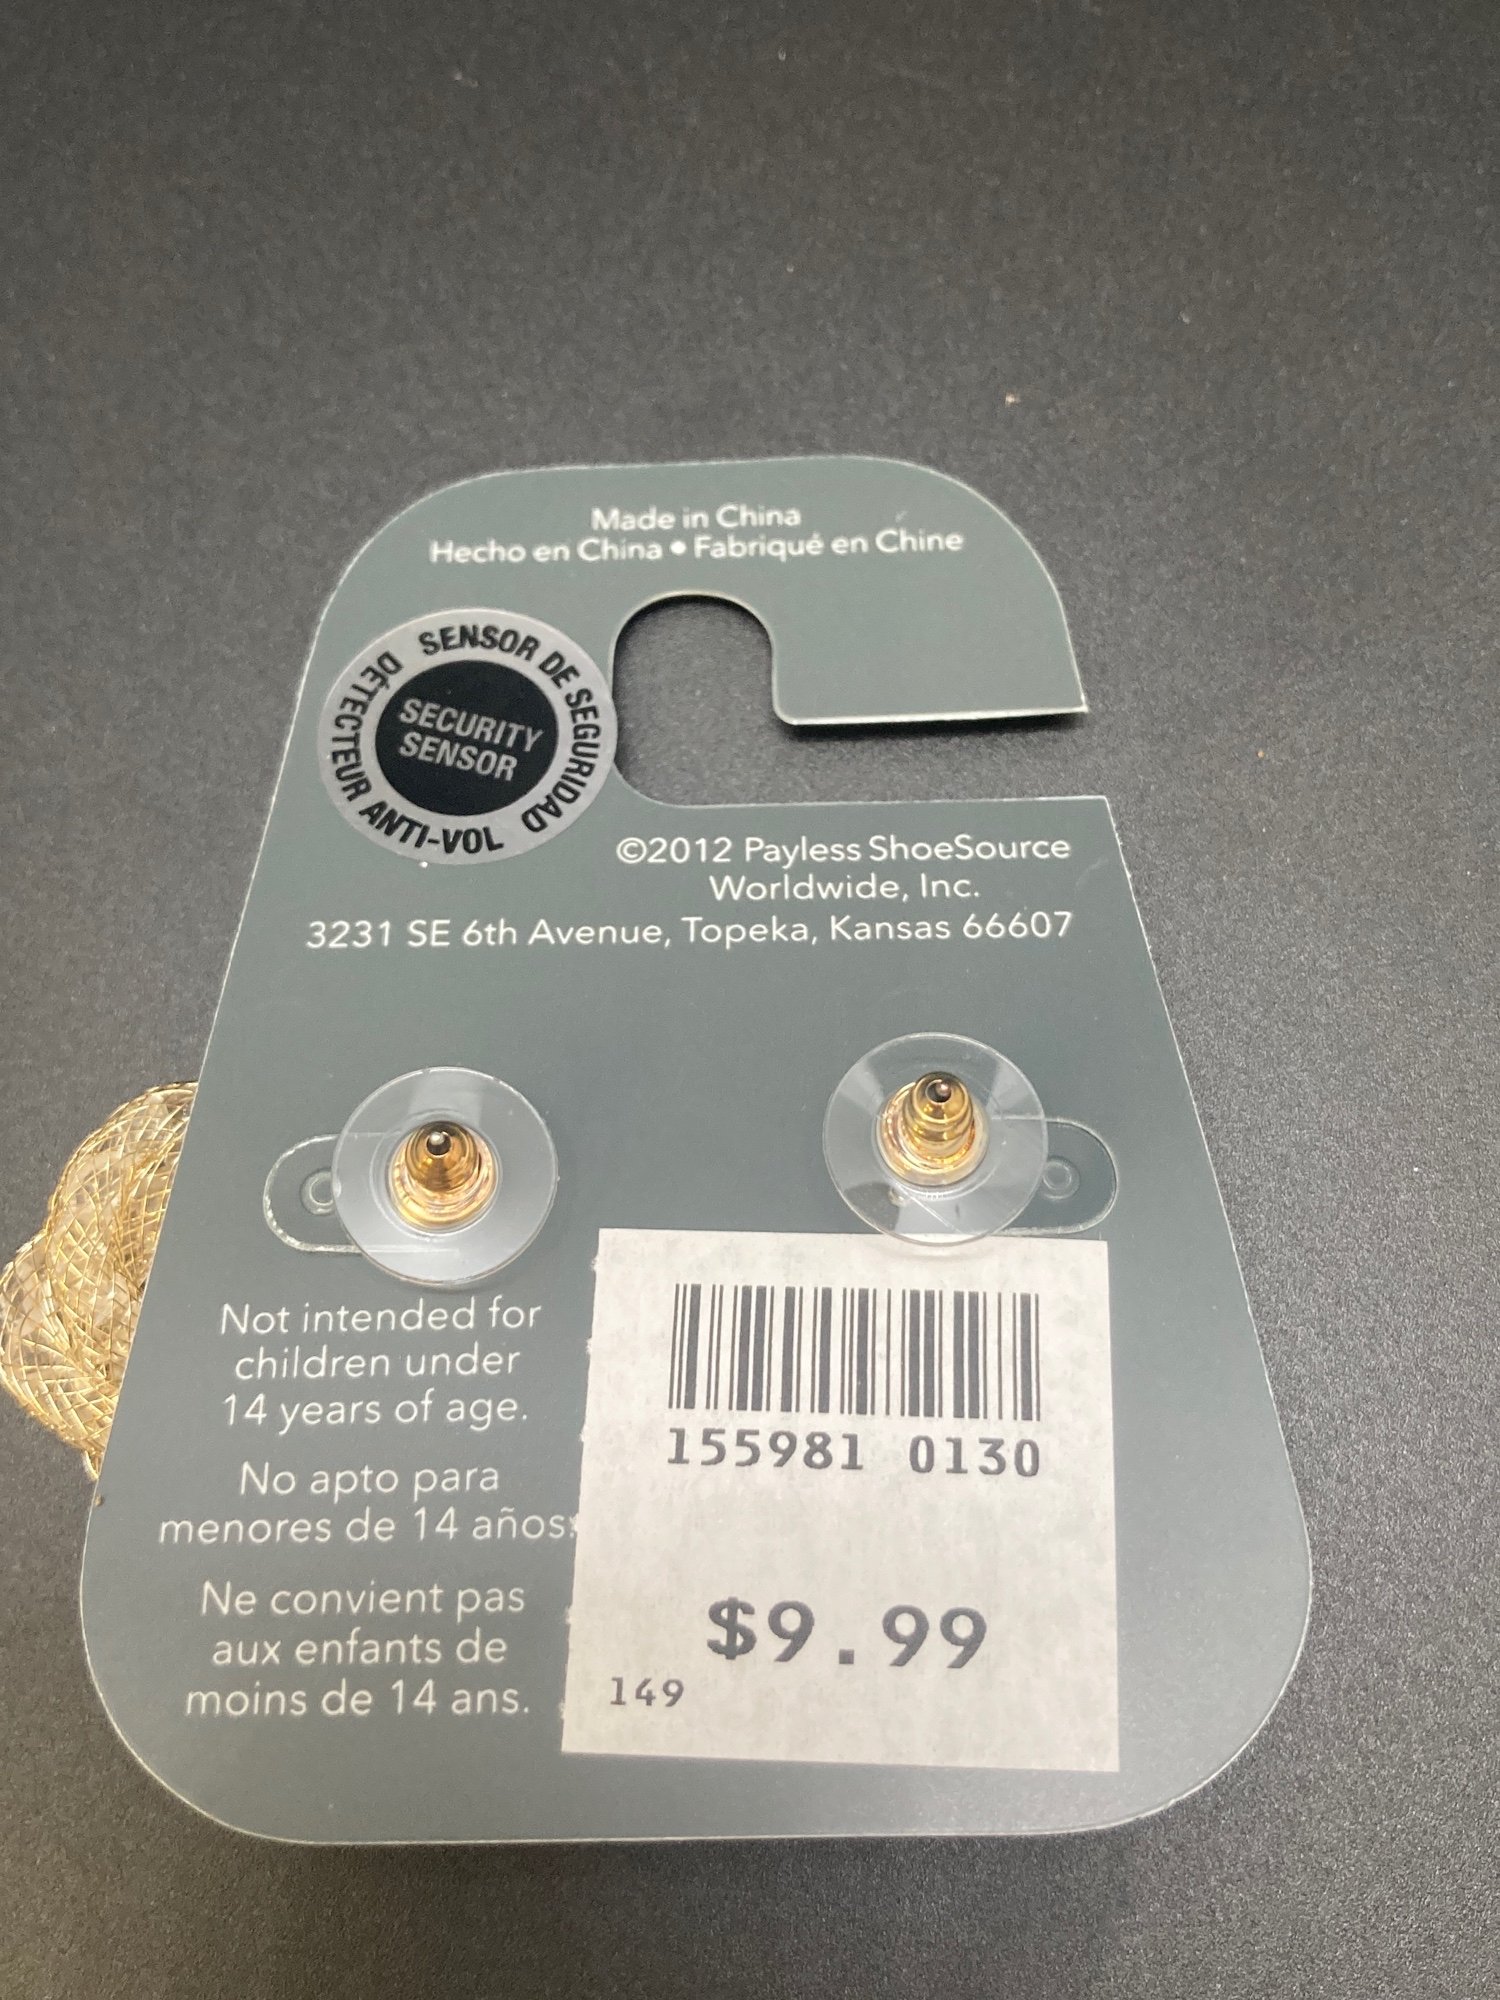 Made in China
Hecho en China • Fabriqué en Chine
SENSOR DE SEGURIDAD
DÉTECTEUR ANTI-VOL
SECURITY
SENSOR
©2012 Payless ShoeSource
Worldwide, Inc.
3231 SE 6th Avenue, Topeka, Kansas 66607
Not intended for
children under
14 years of age.
No apto para
menores de 14 años.
Ne convient pas
aux enfants de
moins de 14 ans.
155981 0130
$9.99
149